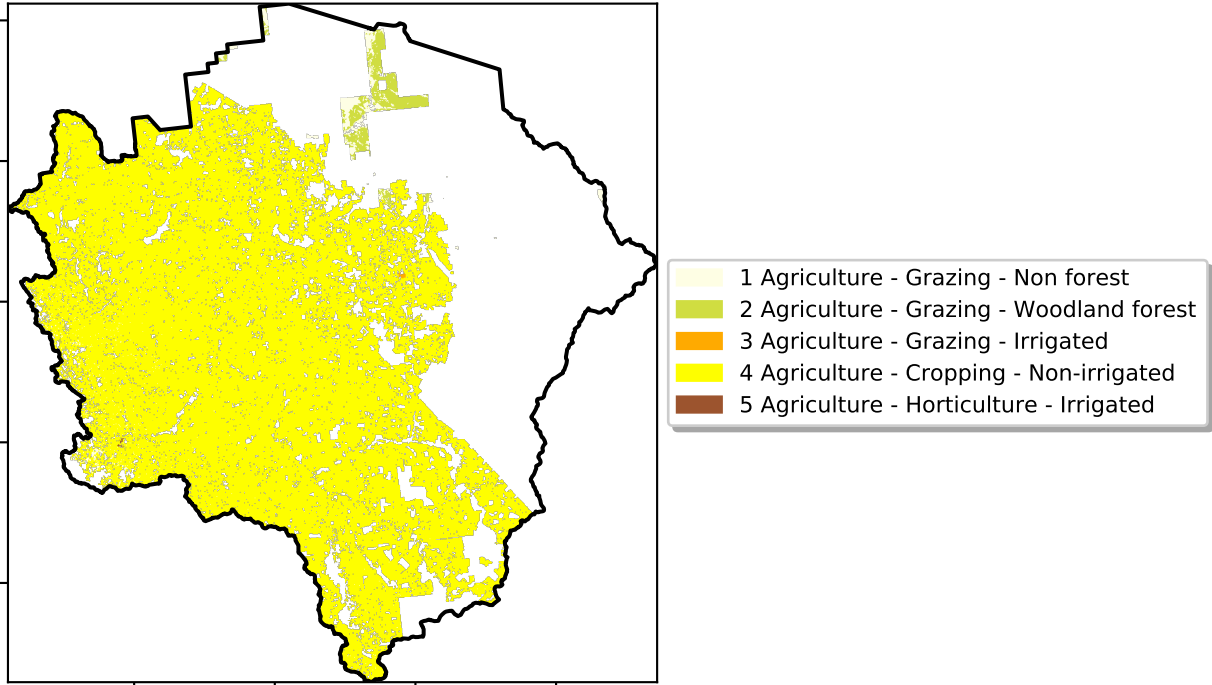 1 Agriculture - Grazing - Non forest
2 Agriculture - Grazing - Woodland forest
3 Agriculture - Grazing - Irrigated
4 Agriculture - Cropping - Non-irrigated
5 Agriculture - Horticulture - Irrigated